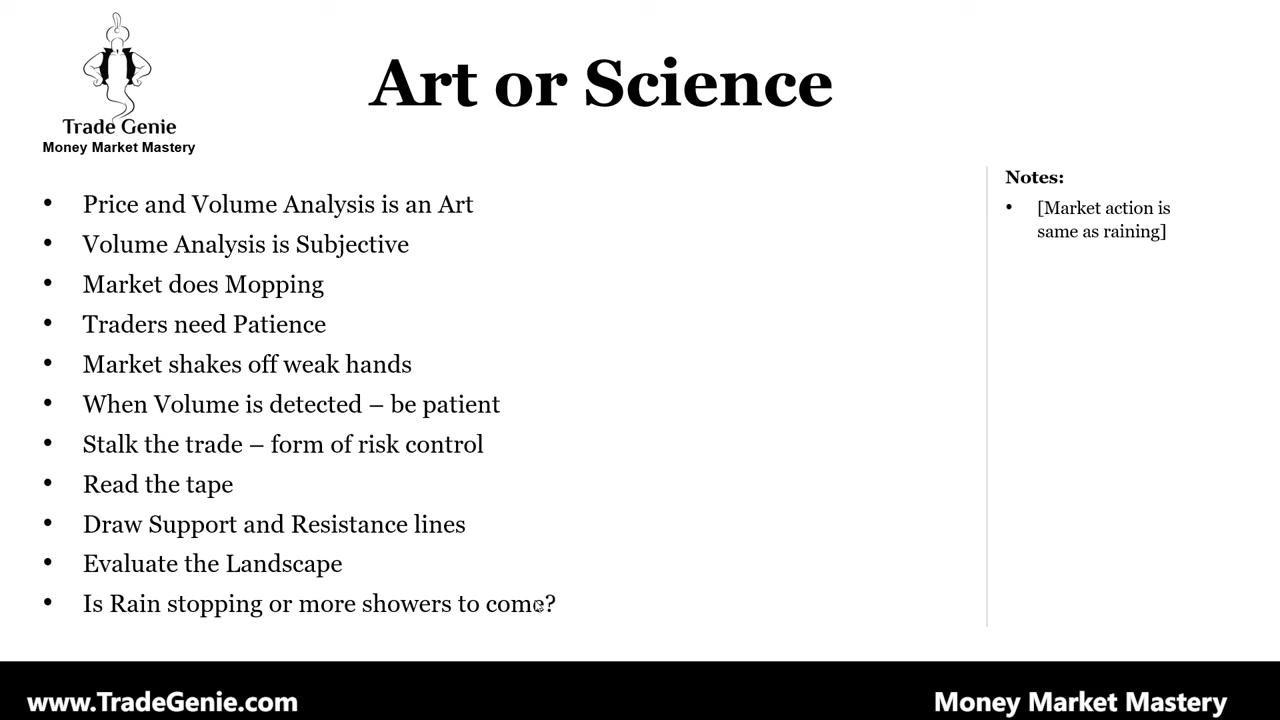 Trade Genie
Money Market Mastery
Art or Science
• Price and Volume Analysis is an Art
• Volume Analysis is Subjective
• Market does Mopping
• Traders need Patience
• Market shakes off weak hands
• When Volume is detected – be patient
• Stalk the trade – form of risk control
• Read the tape
• Draw Support and Resistance lines
• Evaluate the Landscape
• Is Rain stopping or more showers to come?
Notes:
• [Market action is
same as raining]
www.TradeGenie.com
Money Market Mastery